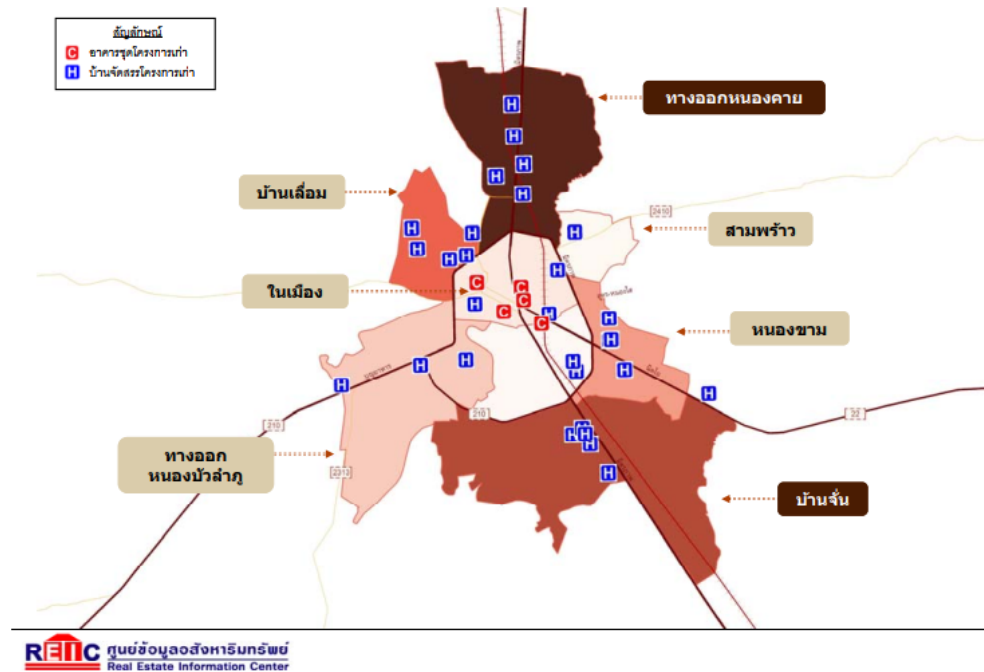 สัญลักษณ์
C อาคารชุดโครงการเก่า
H บ้านจัดสรรโครงการเก่า
ทางออกหนองคาย
H
H
H
H
H
บ้านเลื่อม
2410
สามพร้าว
H
H
H
H
H
H
H
ในเมือง
C
C
C
C
C
H
H
H
H
หนองขาม
H
H
H
H
H
H
H
H
22
210
210
2313
ทางออก
หนองบัวลำภู
H
H
H
H
H
บ้านจั่น
REIC ศูนย์ข้อมูลอสังหาริมทรัพย์
Real Estate Information Center